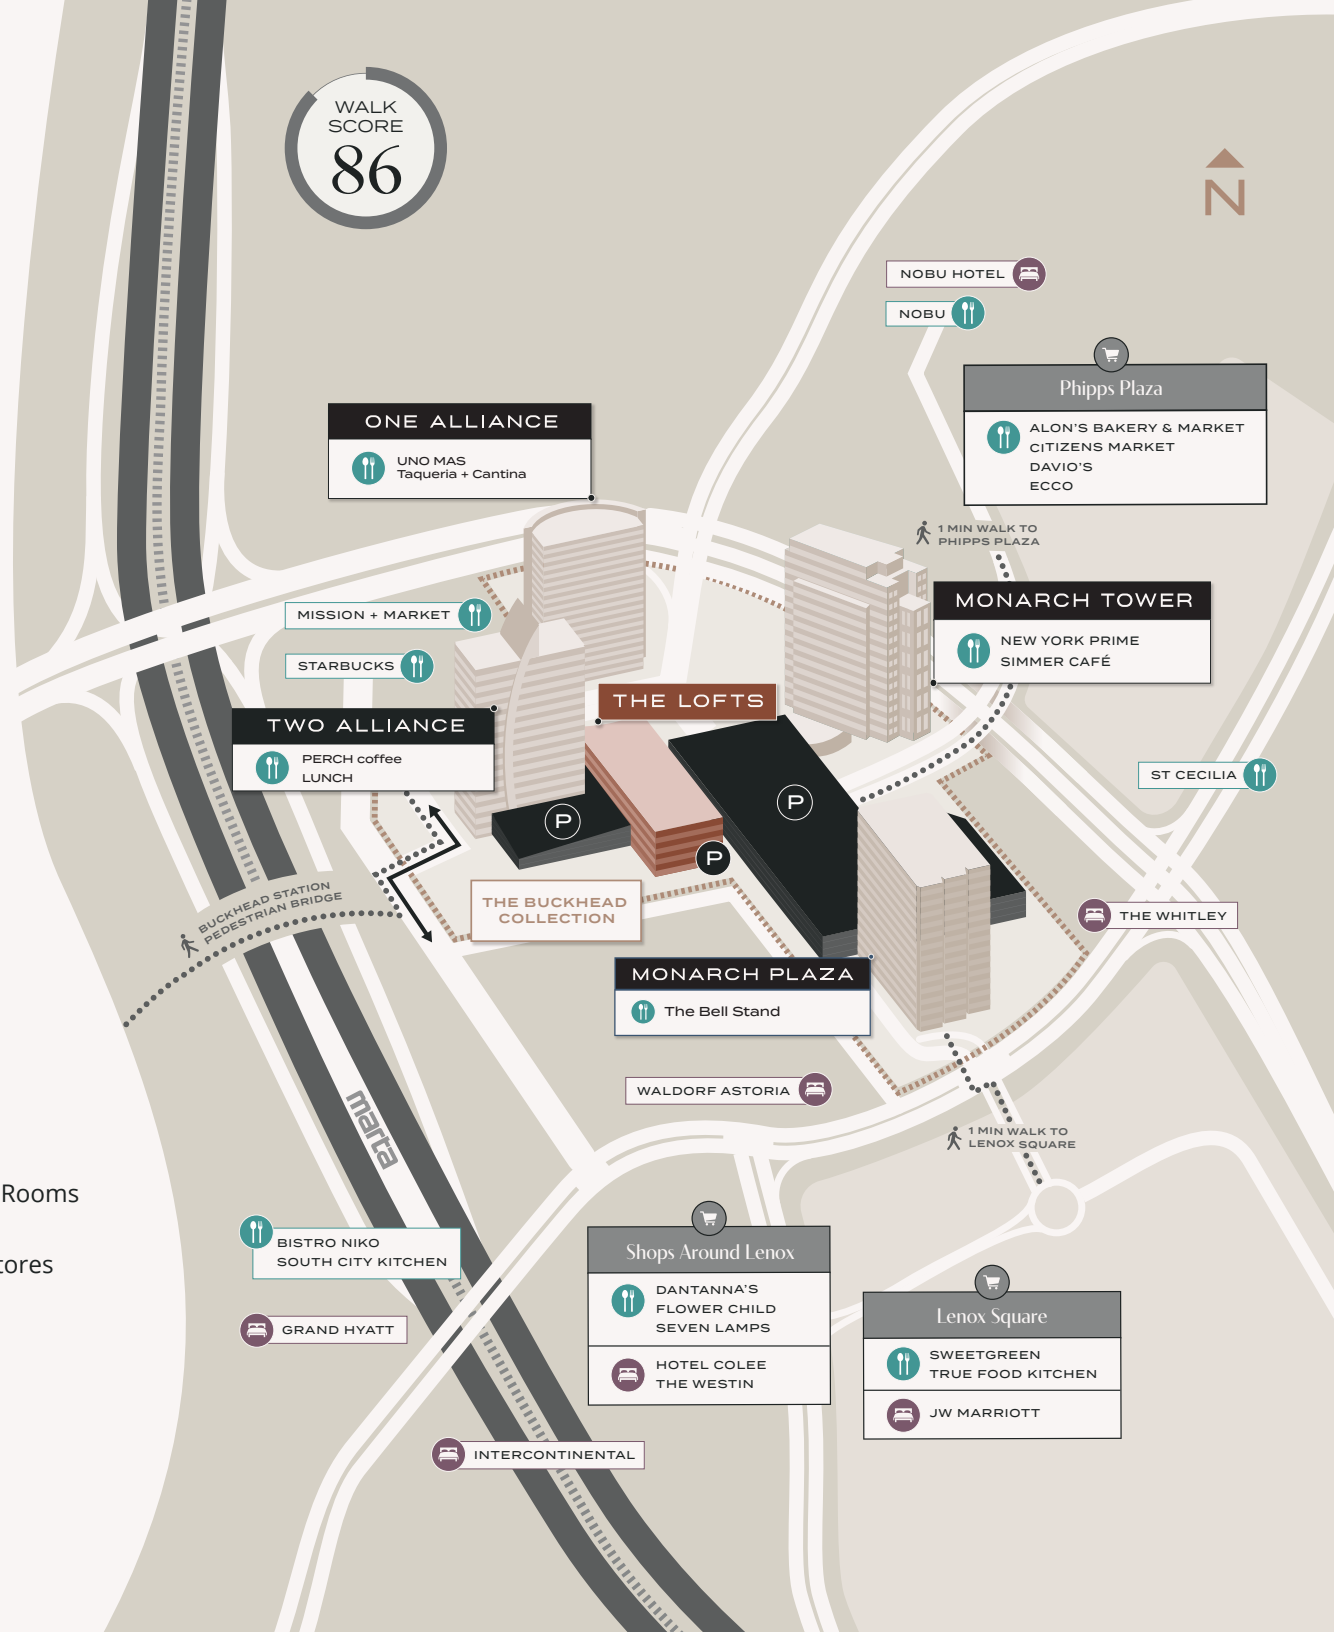 WALK
SCORE
86
N
NOBU HOTEL
NOBU
Phipps Plaza
ALON'S BAKERY & MARKET
CITIZENS MARKET
DAVIO'S
ECCO
ONE ALLIANCE
UNO MAS
Taqueria + Cantina
1 MIN WALK TO
PHIPPS PLAZA
MISSION + MARKET
STARBUCKS
MONARCH TOWER
NEW YORK PRIME
SIMMER CAFÉ
THE LOFTS
TWO ALLIANCE
PERCH coffee
LUNCH
ST CECILIA
P
P
P
BUCKHEAD STATION
PEDESTRIAN BRIDGE
THE BUCKHEAD
COLLECTION
THE WHITLEY
MONARCH PLAZA
The Bell Stand
WALDORF ASTORIA
marta
1 MIN WALK TO
LENOX SQUARE
Rooms
tores
BISTRO NIKO
SOUTH CITY KITCHEN
GRAND HYATT
Shops Around Lenox
DANTANNA'S
FLOWER CHILD
SEVEN LAMPS
HOTEL COLEE
THE WESTIN
Lenox Square
SWEETGREEN
TRUE FOOD KITCHEN
JW MARRIOTT
INTERCONTINENTAL